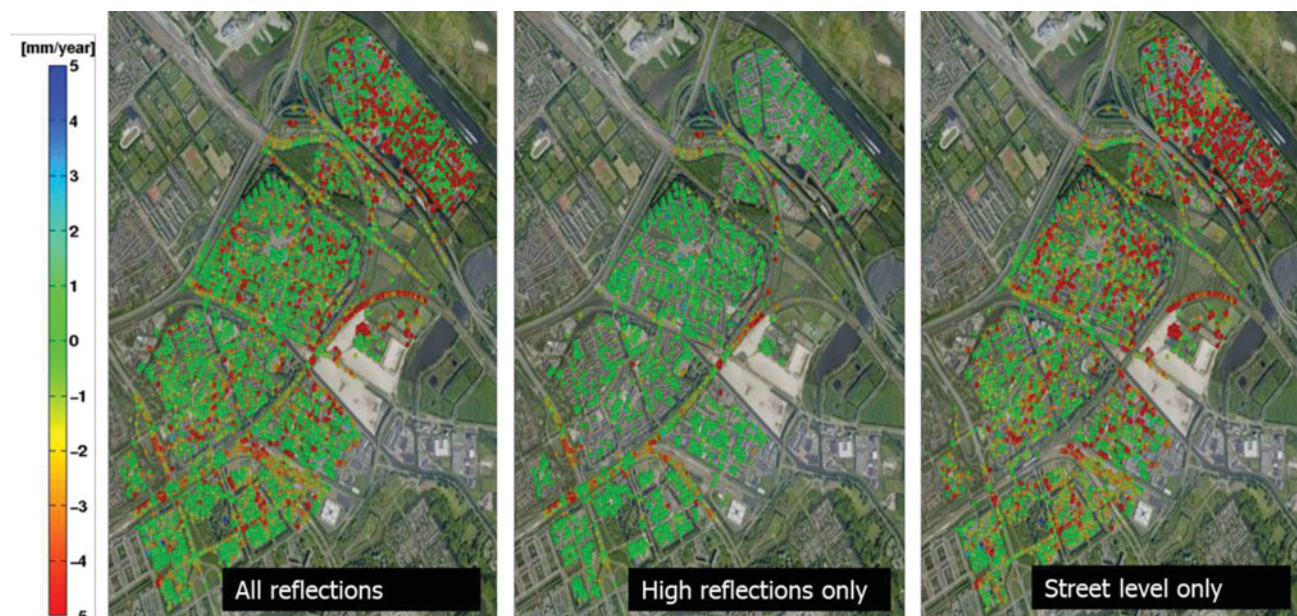 [mm/year]
5
4
3
2
1
0
−1
−2
−3
−4
−5
All reflections
High reflections only
Street level only